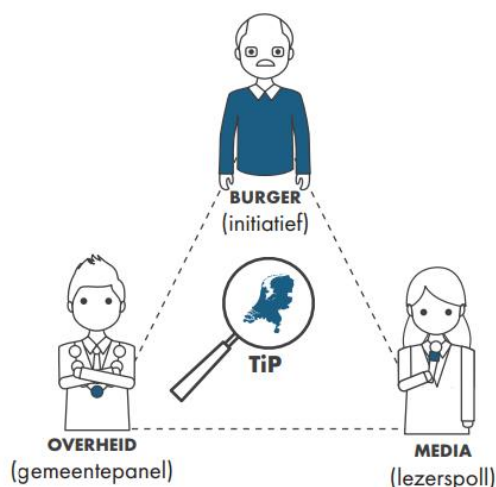 BURGER
(initiatief)
TiP
OVERHEID
(gemeentepanel)
MEDIA
(lezerspoll)